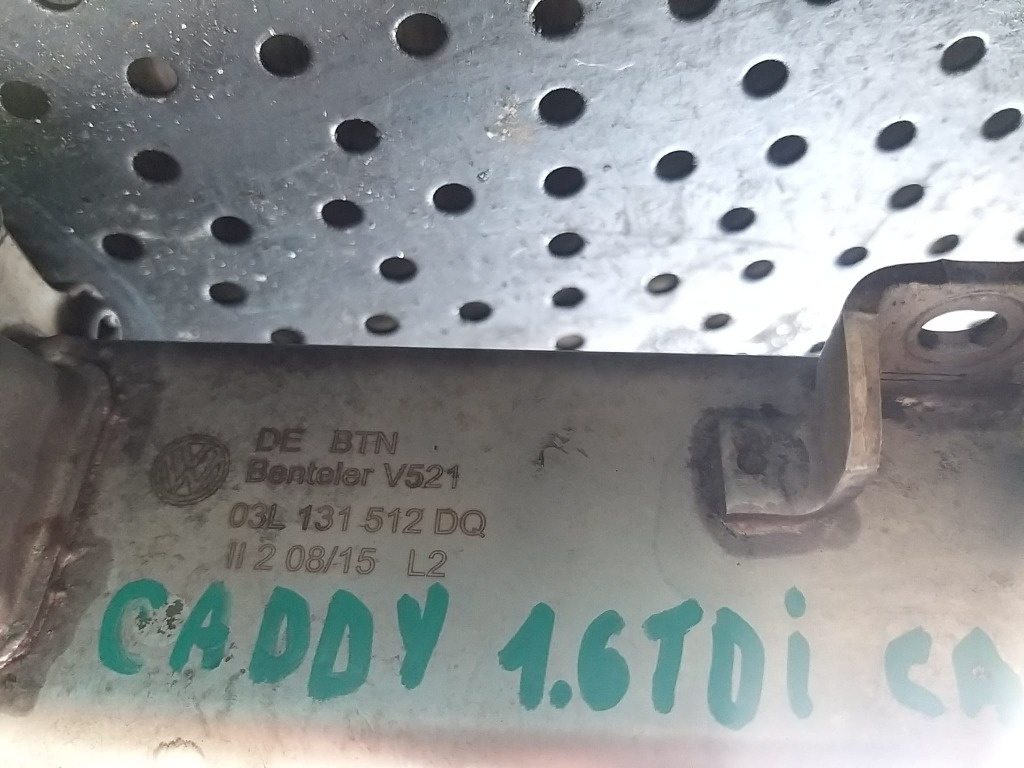 DE BTN
Benteler V521
03L 131 512 DQ
II 2 08/15 L2
CADDY 1.6TDi